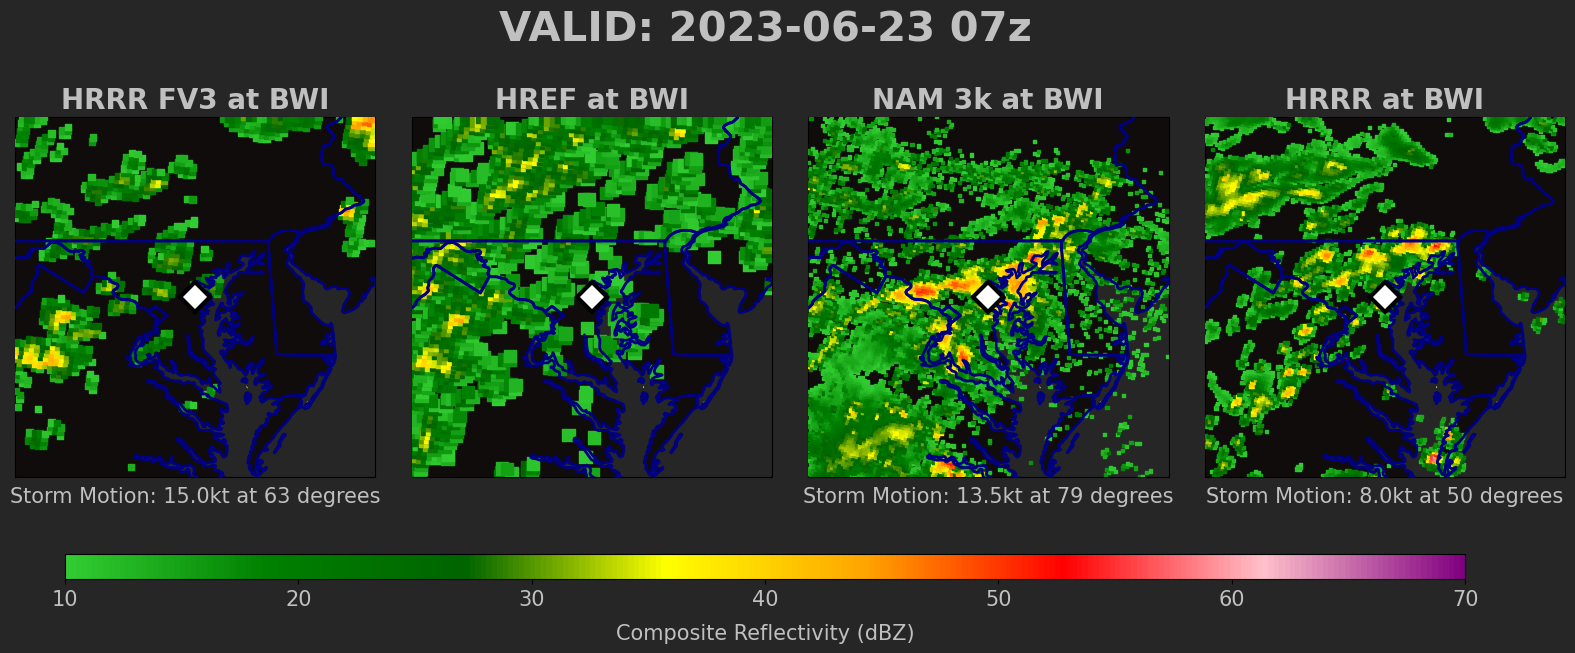 VALID: 2023-06-23 07z
HRRR FV3 at BWI
HREF at BWI
NAM 3k at BWI
HRRR at BWI
Storm Motion: 15.0kt at 63 degrees
Storm Motion: 13.5kt at 79 degrees
Storm Motion: 8.0kt at 50 degrees
10 20 30 40 50 60 70
Composite Reflectivity (dBZ)